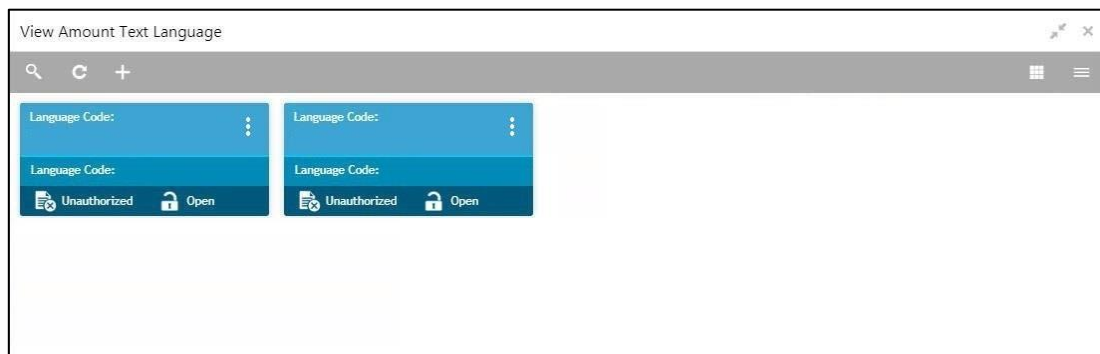 View Amount Text Language
Language Code: Language Code:
Language Code: Language Code:
Unauthorized Open Unauthorized Open